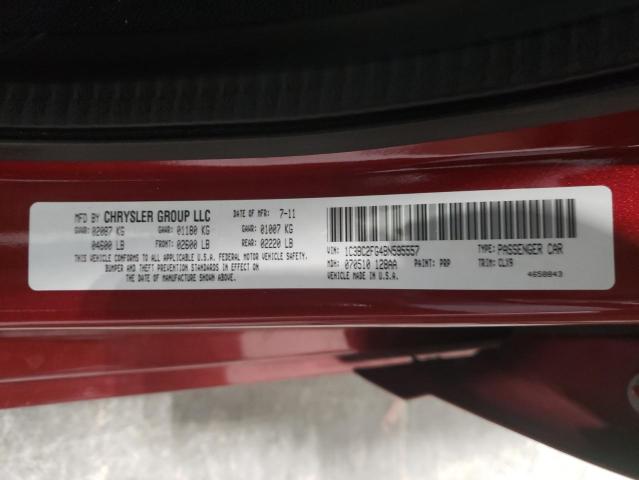 MFD BY CHRYSLER GROUP LLC DATE OF MFR: 7-11
GVWR: 02087 KG GAWR: 01180 KG GAWR: 01007 KG
04600 LB FRONT: 02600 LB REAR: 02220 LB
THIS VEHICLE CONFORMS TO ALL APPLICABLE U.S.A. FEDERAL MOTOR VEHICLE SAFETY,
BUMPER AND THEFT PREVENTION STANDARDS IN EFFECT ON
THE DATE OF MANUFACTURE SHOWN ABOVE.
VIN: 1C3BC2FG4BN595557 TYPE: PASSENGER CAR
MDH: 070510 128AA PAINT: PRP TRIM: CLX9
MADE IN U.S.A. 4658843